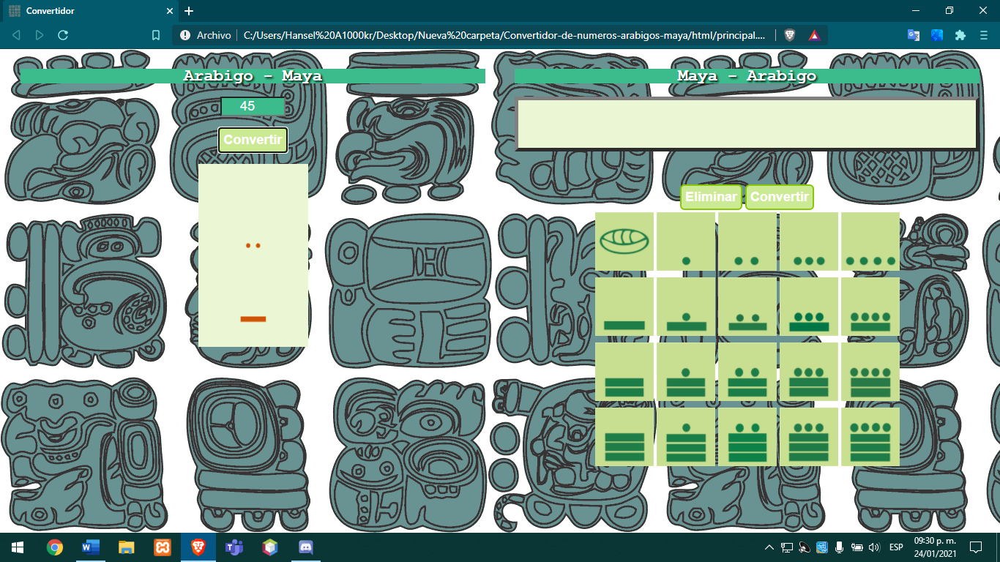 Convertidor
Archivo
C:/Users/Hansel%20A1000kr/Desktop/Nueva%20carpeta/Convertidor-de-numeros-arabigos-maya/html/principal....
Arabigo - Maya
45
Convertir
Maya - Arabigo
Eliminar Convertir
ESP
09:30 p. m.
24/01/2021